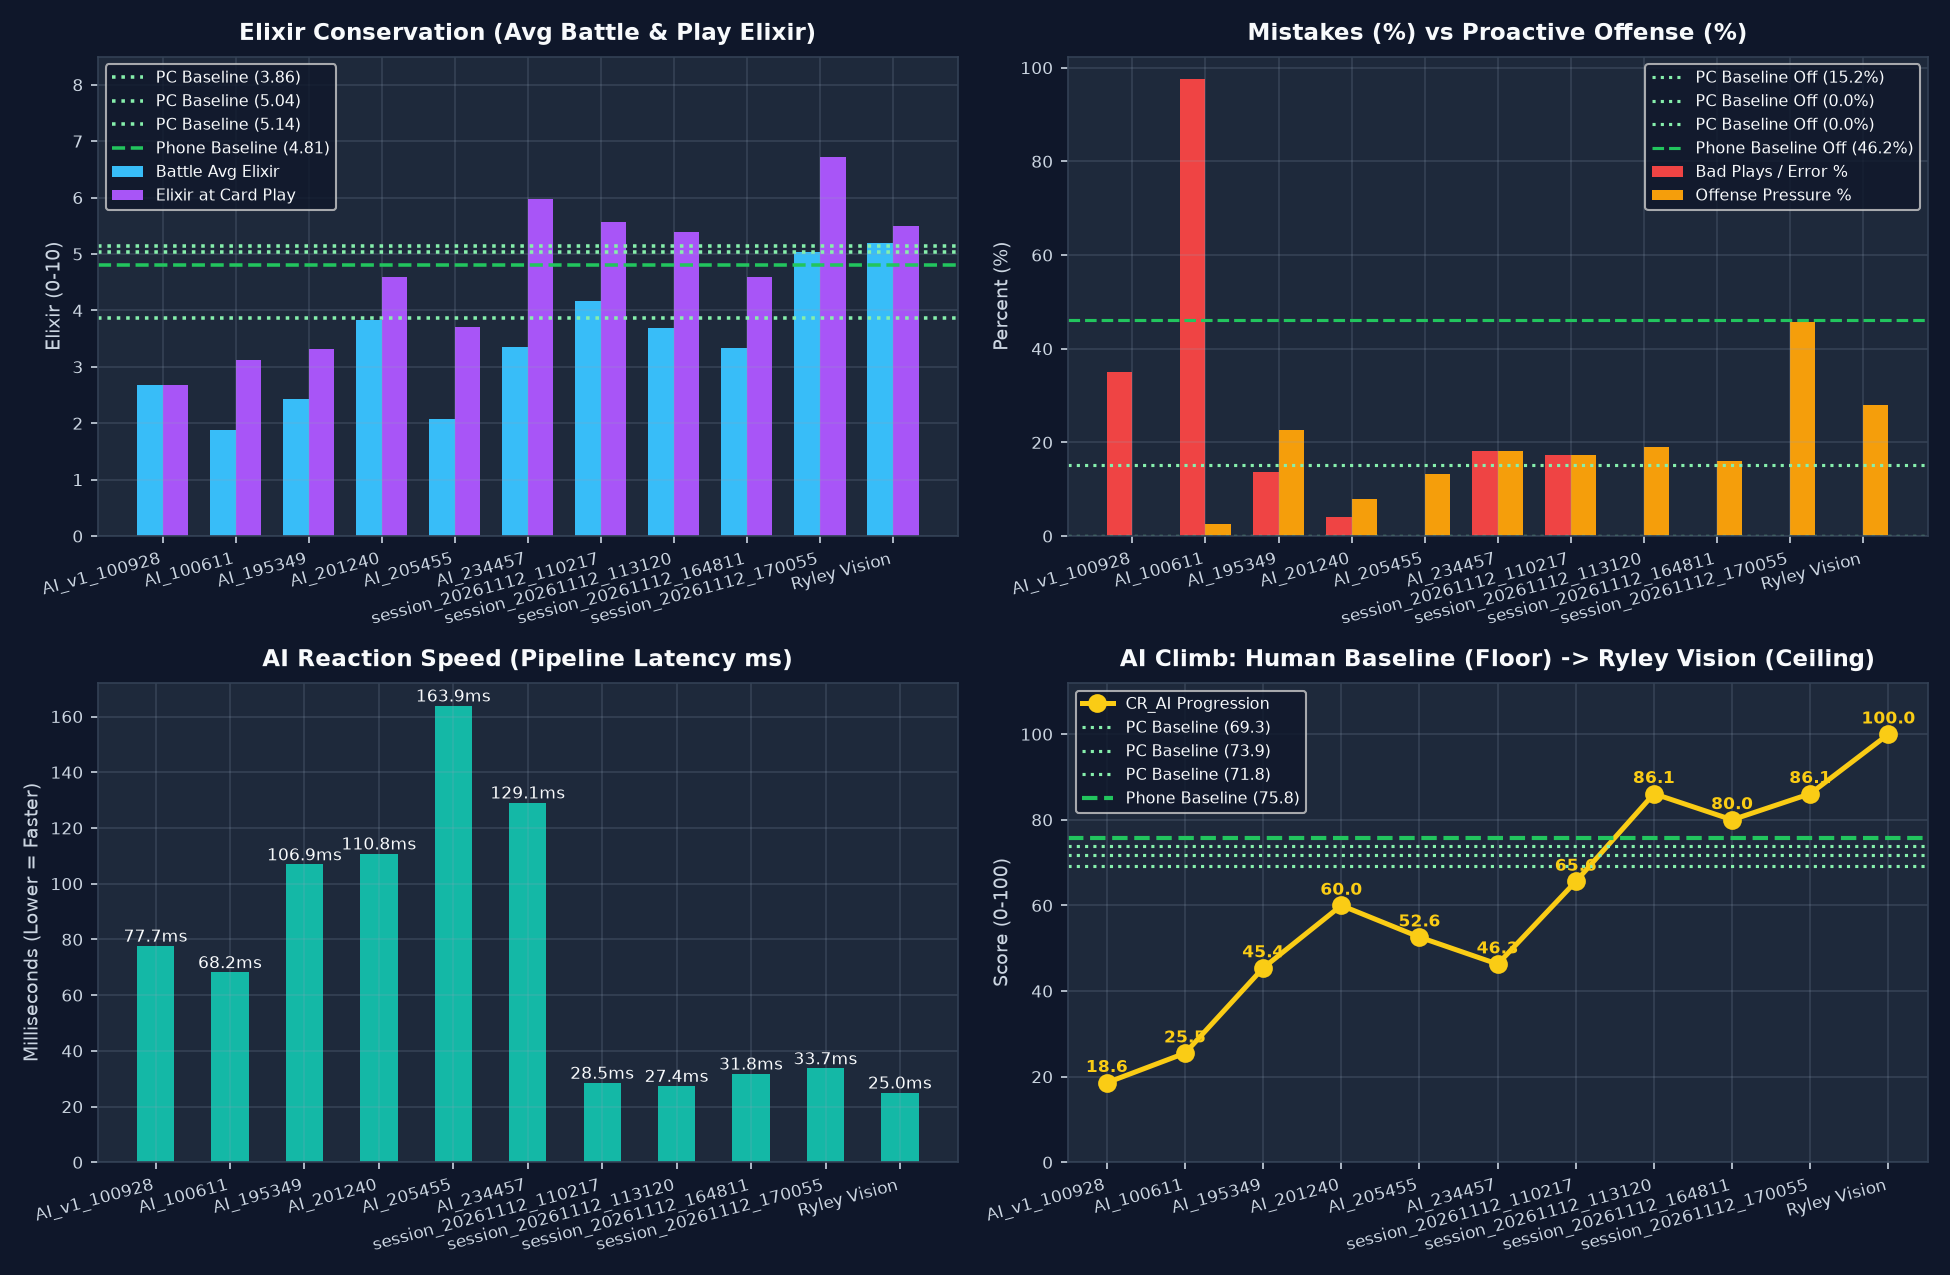 Elixir Conservation (Avg Battle & Play Elixir)
PC Baseline (3.86)
PC Baseline (5.04)
PC Baseline (5.14)
Phone Baseline (4.81)
Battle Avg Elixir
Elixir at Card Play
Elixir (0-10)
8
7
6
5
4
3
2
1
0
AI_v1_100928
AI_100611
AI_195349
AI_201240
AI_205455
AI_234457
session_20261112_110217
session_20261112_113120
session_20261112_164811
session_20261112_170055
Ryley Vision
Mistakes (%) vs Proactive Offense (%)
PC Baseline Off (15.2%)
PC Baseline Off (0.0%)
PC Baseline Off (0.0%)
Phone Baseline Off (46.2%)
Bad Plays / Error %
Offense Pressure %
Percent (%)
100
80
60
40
20
0
AI_v1_100928
AI_100611
AI_195349
AI_201240
AI_205455
AI_234457
session_20261112_110217
session_20261112_113120
session_20261112_164811
session_20261112_170055
Ryley Vision
AI Reaction Speed (Pipeline Latency ms)
Milliseconds (Lower = Faster)
160
140
120
100
80
60
40
20
0
77.7ms
68.2ms
106.9ms
110.8ms
163.9ms
129.1ms
28.5ms
27.4ms
31.8ms
33.7ms
25.0ms
AI_v1_100928
AI_100611
AI_195349
AI_201240
AI_205455
AI_234457
session_20261112_110217
session_20261112_113120
session_20261112_164811
session_20261112_170055
Ryley Vision
AI Climb: Human Baseline (Floor) -> Ryley Vision (Ceiling)
CR_AI Progression
PC Baseline (69.3)
PC Baseline (73.9)
PC Baseline (71.8)
Phone Baseline (75.8)
Score (0-100)
100
80
60
40
20
0
18.6
45.4
60.0
52.6
46.3
86.1
80.0
86.1
100.0
AI_v1_100928
AI_100611
AI_195349
AI_201240
AI_205455
AI_234457
session_20261112_110217
session_20261112_113120
session_20261112_164811
session_20261112_170055
Ryley Vision